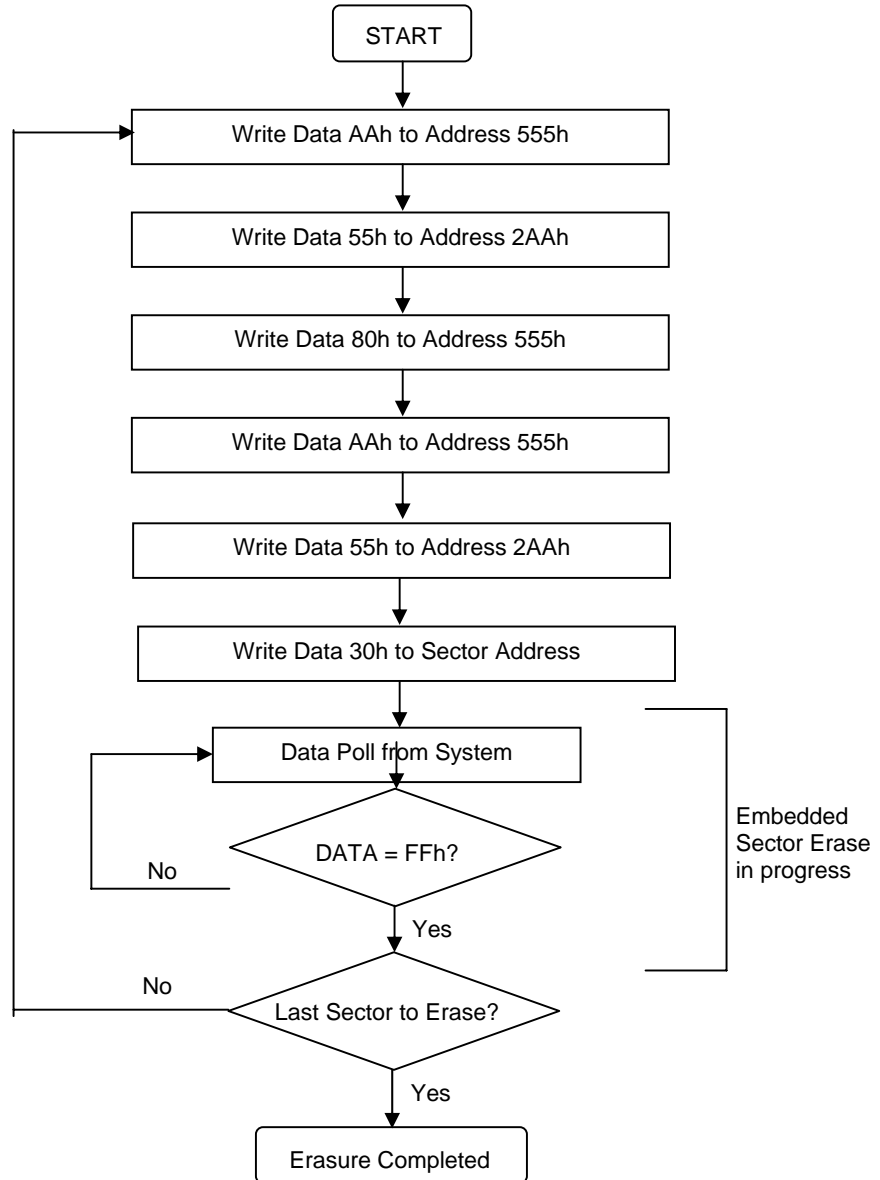 START
Write Data AAh to Address 555h
Write Data 55h to Address 2AAh
Write Data 80h to Address 555h
Write Data AAh to Address 555h
Write Data 55h to Address 2AAh
Write Data 30h to Sector Address
Data Poll from System
DATA = FFh?
No
Yes
Embedded
Sector Erase
in progress
Last Sector to Erase?
No
Yes
Erasure Completed